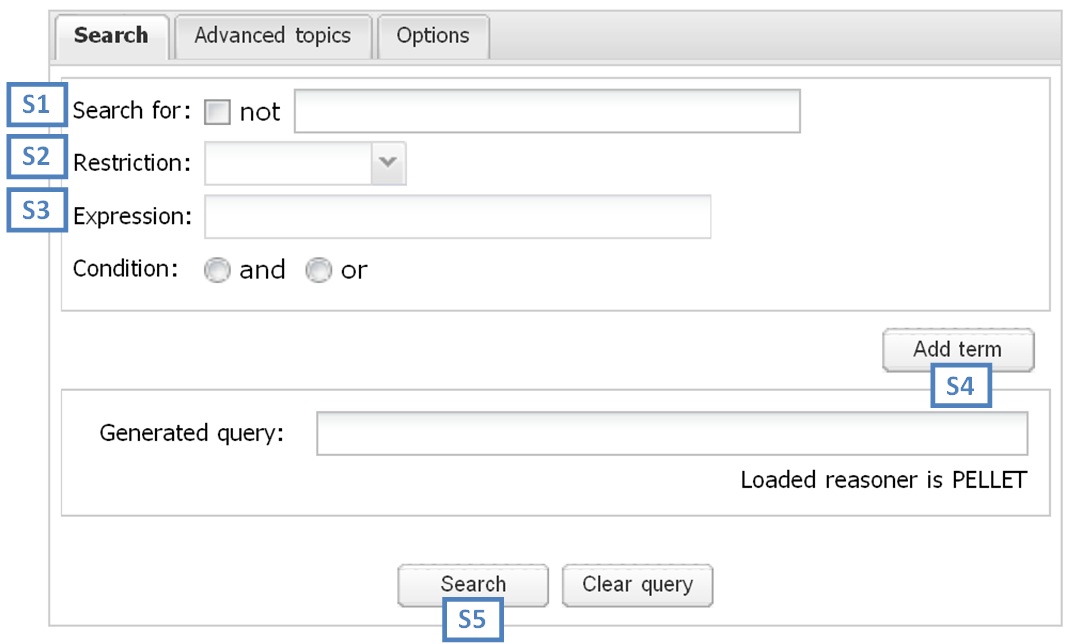 Search Advanced topics Options
S1 Search for: not
S2 Restriction:
S3 Expression:
Condition: and or
Add term
S4
Generated query:
Loaded reasoner is PELLET
Search Clear query
S5